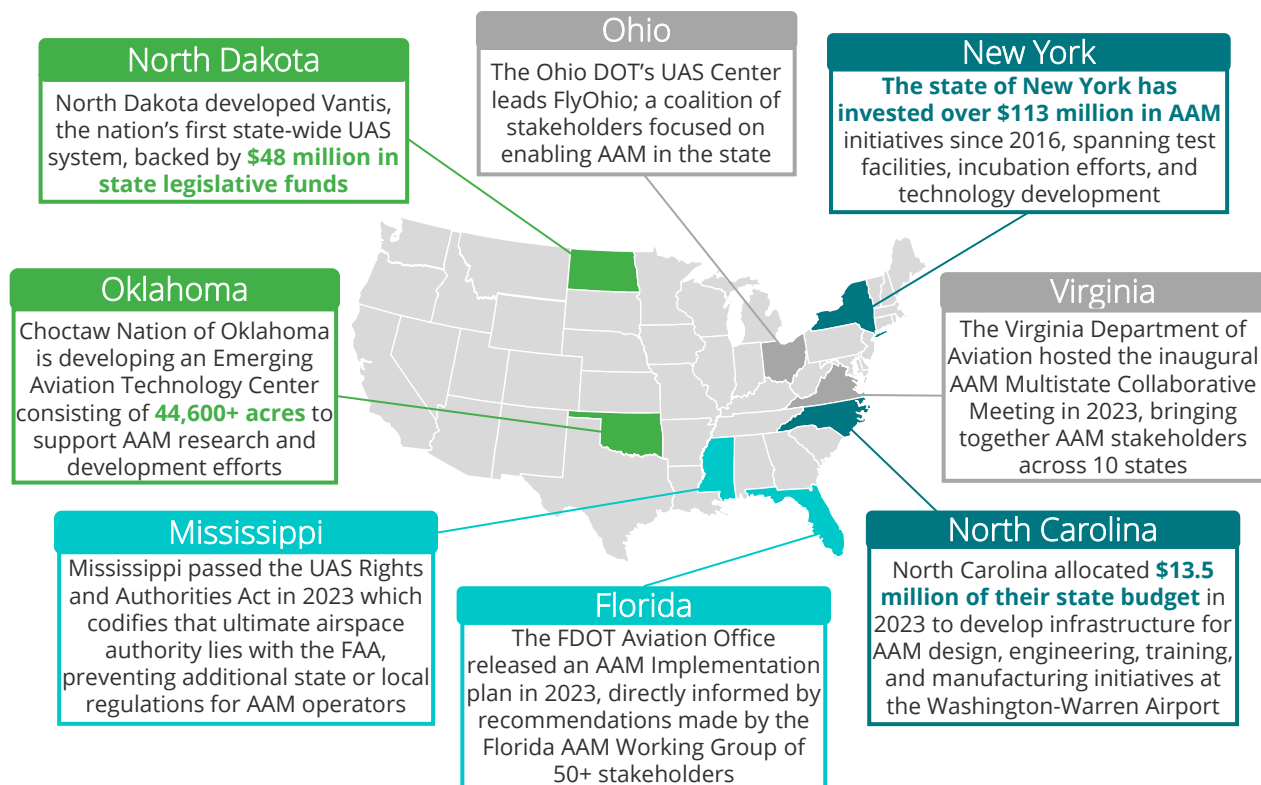 North Dakota
North Dakota developed Vantis,
the nation’s first state-wide UAS
system, backed by $48 million in
state legislative funds
Ohio
The Ohio DOT’s UAS Center
leads FlyOhio; a coalition of
stakeholders focused on
enabling AAM in the state
New York
The state of New York has
invested over $113 million in AAM
initiatives since 2016, spanning test
facilities, incubation efforts, and
technology development
Oklahoma
Choctaw Nation of Oklahoma
is developing an Emerging
Aviation Technology Center
consisting of 44,600+ acres to
support AAM research and
development efforts
Virginia
The Virginia Department of
Aviation hosted the inaugural
AAM Multistate Collaborative
Meeting in 2023, bringing
together AAM stakeholders
across 10 states
Mississippi
Mississippi passed the UAS Rights
and Authorities Act in 2023 which
codifies that ultimate airspace
authority lies with the FAA,
preventing additional state or local
regulations for AAM operators
Florida
The FDOT Aviation Office
released an AAM Implementation
plan in 2023, directly informed by
recommendations made by the
Florida AAM Working Group of
50+ stakeholders
North Carolina
North Carolina allocated $13.5
million of their state budget in
2023 to develop infrastructure for
AAM design, engineering, training,
and manufacturing initiatives at
the Washington-Warren Airport